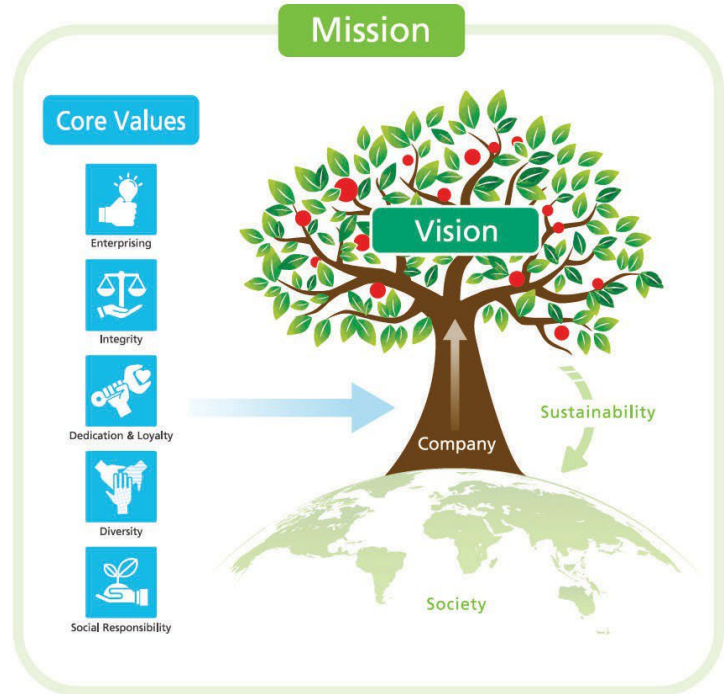 Mission
Core Values
Enterprising
Integrity
Dedication & Loyalty
Diversity
Social Responsibility
Vision
Company
Sustainability
Society